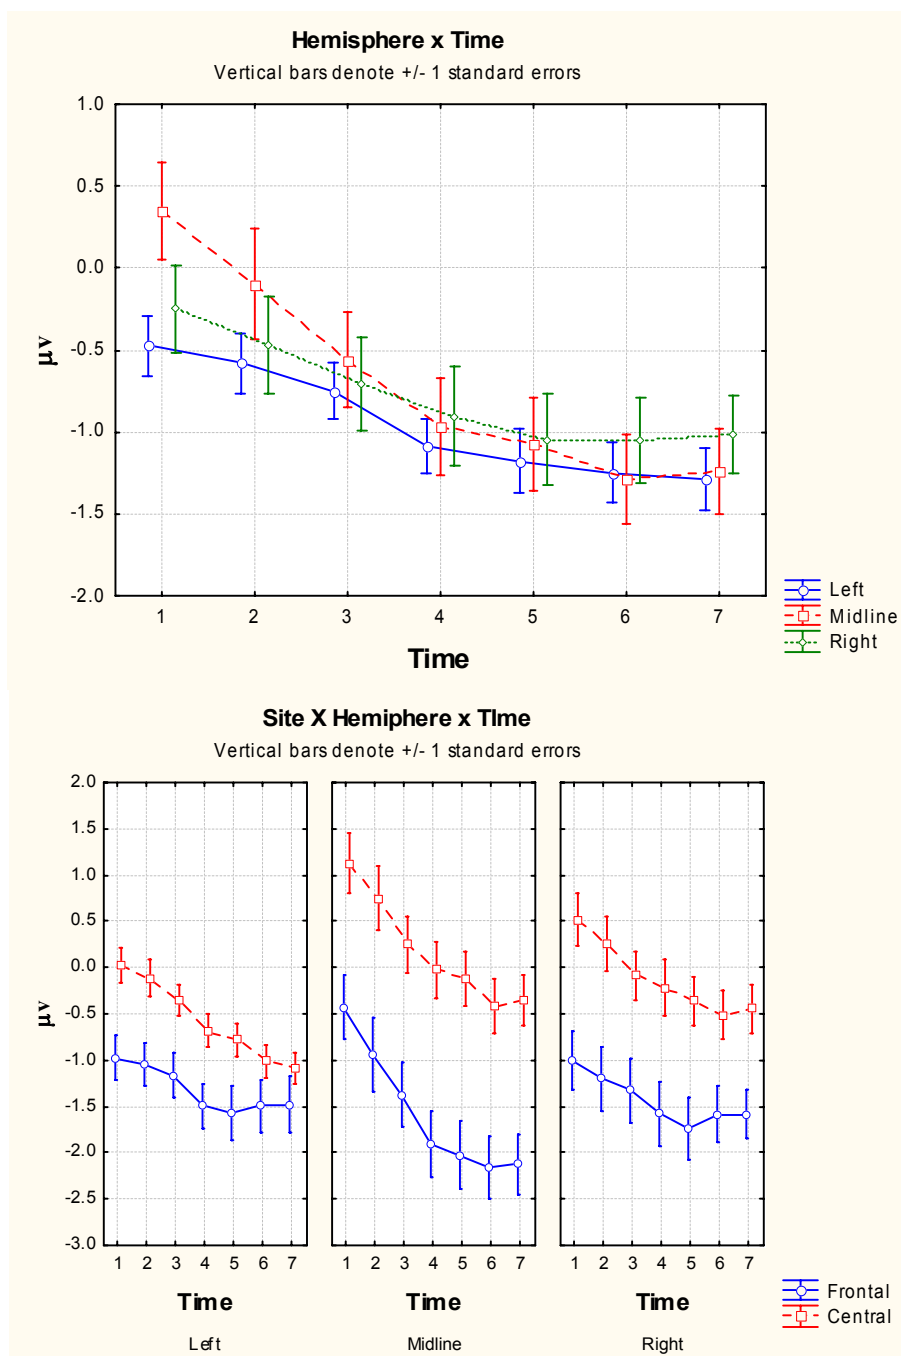 Hemisphere x Time
Vertical bars denote +/- 1 standard errors
1.0
0.5
0.0
-0.5
-1.0
-1.5
-2.0
μv
1 2 3 4 5 6 7
Time
Left
Midline
Right
Site X Hemiphere x TIme
Vertical bars denote +/- 1 standard errors
2.0
1.5
1.0
0.5
0.0
-0.5
-1.0
-1.5
-2.0
-2.5
-3.0
μv
1 2 3 4 5 6 7 1 2 3 4 5 6 7 1 2 3 4 5 6 7
Time Time Time
Left Midline Right
Frontal
Central